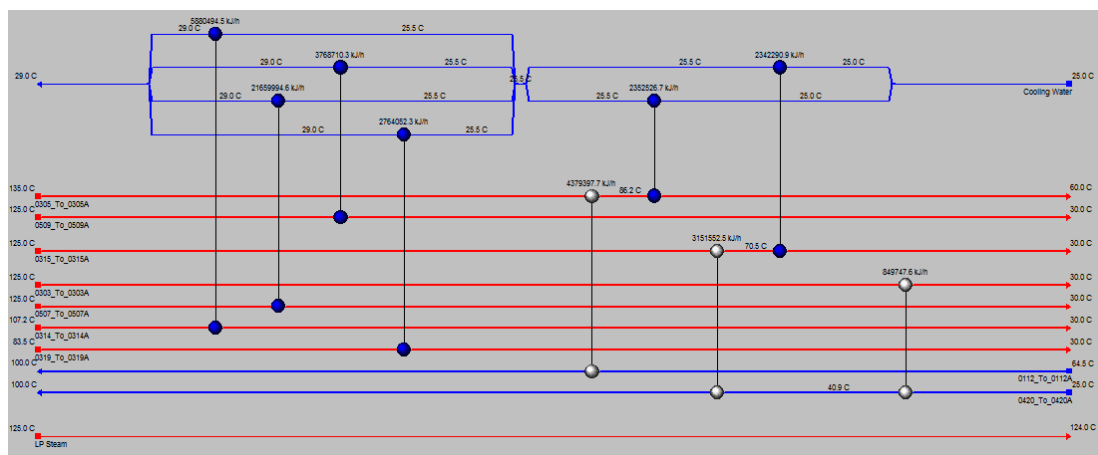 5880494.5 kJ/h
29.0 C
25.5 C
3768710.3 kJ/h
2342290.9 kJ/h
29.0 C
25.5 C
25.5 C
25.0 C
29.0 C
25.5 C
25.0 C
21659994.6 kJ/h
2352526.7 kJ/h
Cooling Water
29.0 C
25.5 C
25.5 C
25.0 C
2764052.3 kJ/h
29.0 C
25.5 C
135.0 C
4379397.7 kJ/h
86.2 C
60.0 C
0305_To_0305A
125.0 C
30.0 C
0509_To_0509A
125.0 C
3151552.5 kJ/h
70.5 C
30.0 C
0315_To_0315A
125.0 C
849747.6 kJ/h
30.0 C
0303_To_0303A
125.0 C
30.0 C
0507_To_0507A
107.2 C
30.0 C
0314_To_0314A
83.5 C
30.0 C
0319_To_0319A
100.0 C
64.5 C
0112_To_0112A
100.0 C
40.9 C
25.0 C
0420_To_0420A
125.0 C
124.0 C
LP Steam